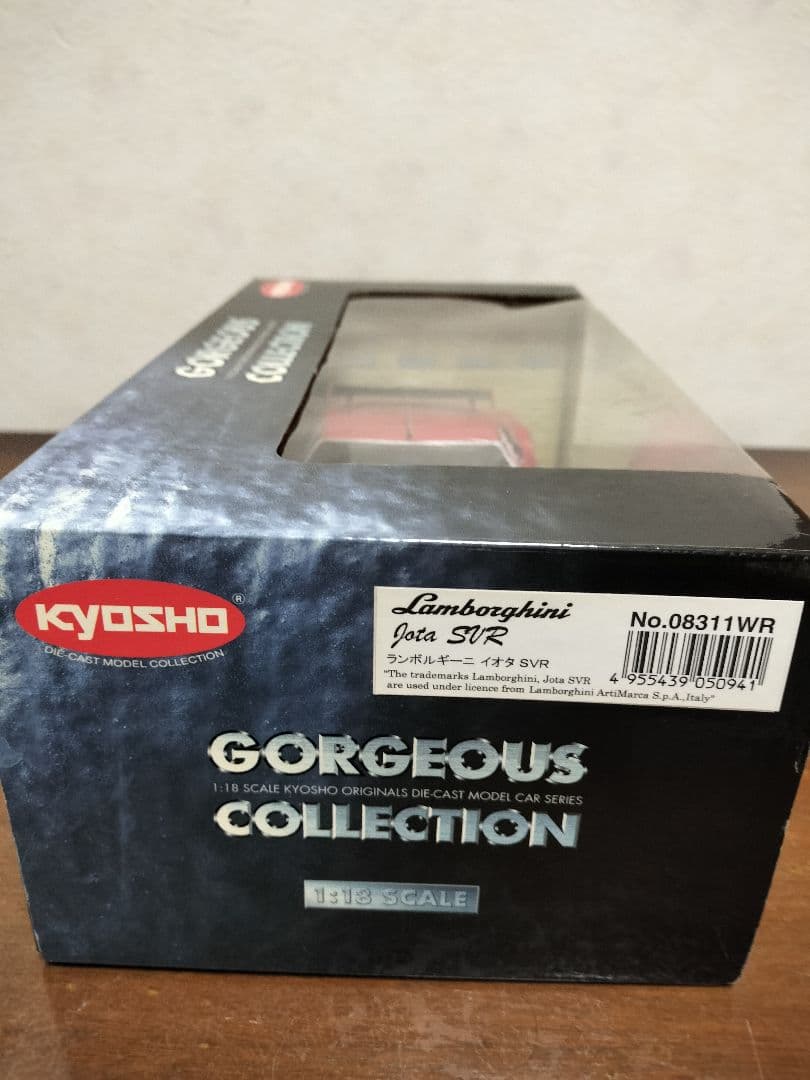 GORGEOUS
COLLECTION
KYOSHO®
DIE-CAST MODEL COLLECTION
Lamborghini
Jota SVR
ランボルギーニ イオタ SVR
"The trademarks Lamborghini, Jota SVR
are used under licence from Lamborghini ArtiMarca S.p.A.,Italy"
No.08311WR
4 955439 050941
GORGEOUS
1:18 SCALE KYOSHO ORIGINALS DIE-CAST MODEL CAR SERIES
COLLECTION
1:18 SCALE